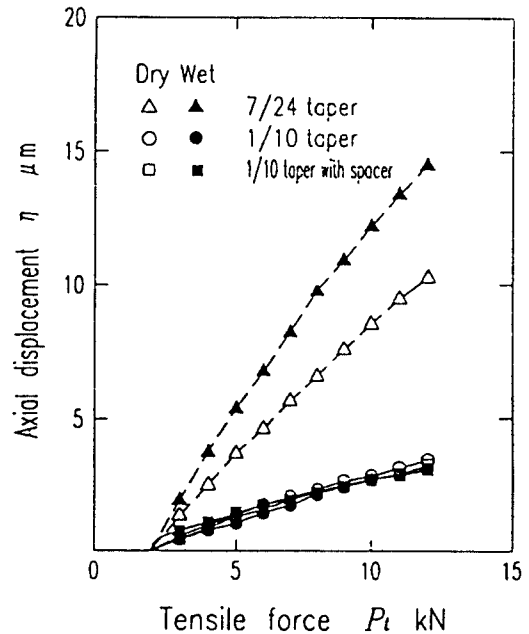 20
15
10
5
0
0 5 10 15
Axial displacement η μm
Tensile force Pt kN
Dry Wet
7/24 taper
1/10 taper
1/10 taper with spacer